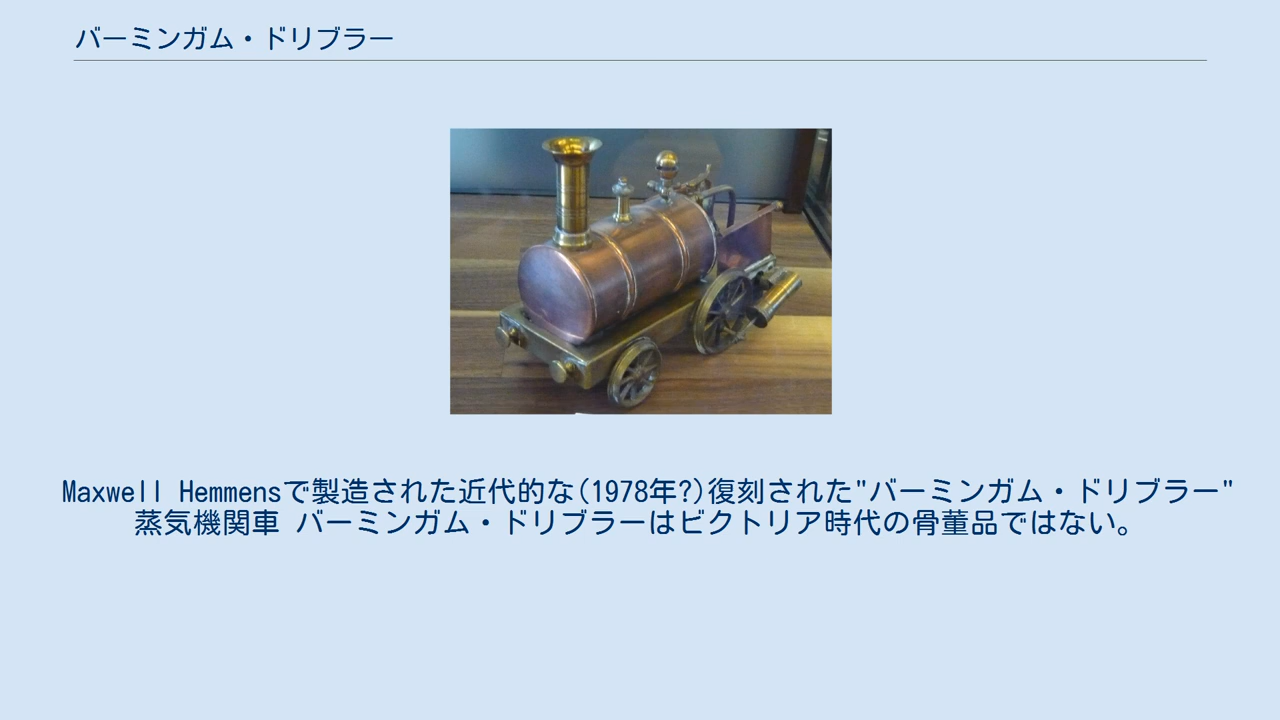 バーミンガム・ドリブラー
Maxwell Hemmensで製造された近代的な(1978年?)復刻された"バーミンガム・ドリブラー"
蒸気機関車 バーミンガム・ドリブラーはビクトリア時代の骨董品ではない。